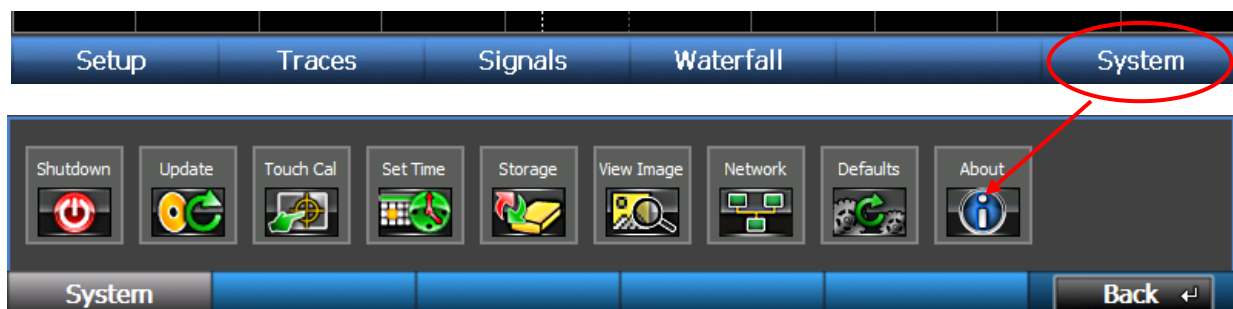 Setup Traces Signals Waterfall System
Shutdown Update Touch Cal Set Time Storage View Image Network Defaults About
System Back ↵